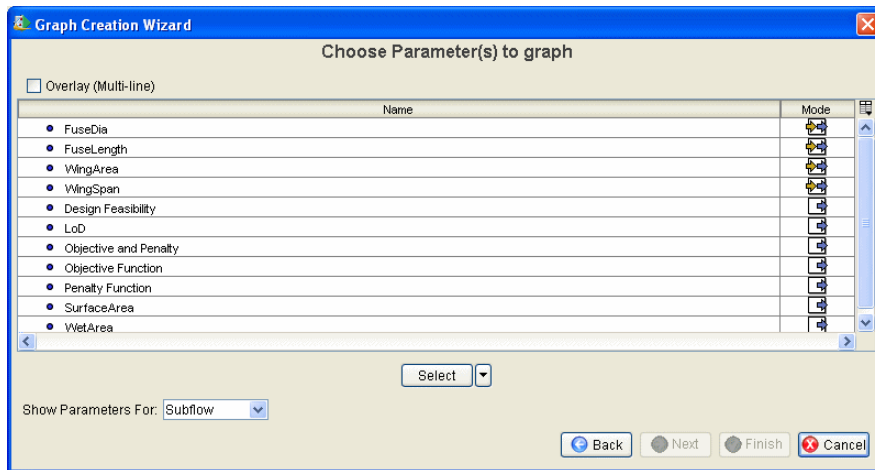 Graph Creation Wizard
Choose Parameter(s) to graph
Overlay (Multi-line)
Name Mode
FuseDia
FuseLength
WingArea
WingSpan
Design Feasibility
LoD
Objective and Penalty
Objective Function
Penalty Function
SurfaceArea
WetArea
Select
Show Parameters For: Subflow
Back Next Finish Cancel